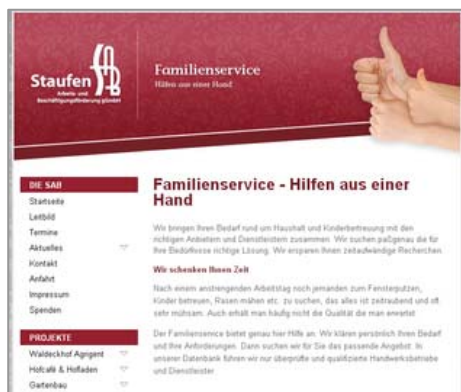 Staufen SAB
Arbeits- und
Beschäftigungsförderung gGmbH
Familienservice
Hilfen aus einer Hand
DIE SAB
Startseite
Leitbild
Termine
Aktuelles
Kontakt
Anfahrt
Impressum
Spenden
PROJEKTE
Waldeckhof Agrigent
Hofcafé & Hofladen
Gartenbau
Familienservice - Hilfen aus einer
Hand
Wir bringen Ihren Bedarf rund um Haushalt und Kinderbetreuung mit den
richtigen Anbietern und Dienstleistern zusammen. Wir suchen paßgenau die für
Ihre Bedürfnisse richtige Lösung. Wir ersparen Ihnen zeitaufwändige Recherchen.
Wir schenken Ihnen Zeit
Nach einem anstrengenden Arbeitstag noch jemanden zum Fensterputzen,
Kinder betreuen, Rasen mähen etc. zu suchen, das alles ist zeitraubend und oft
sehr mühsam. Auch erhält man häufig nicht die Qualität die man erwartet
Der Familienservice bietet genau hier Hilfe an. Wir klären persönlich Ihren Bedarf
und Ihre Anforderungen. Dann suchen wir für Sie das passende Angebot. In
unserer Datenbank führen wir nur überprüfte und qualifizierte Handwerksbetriebe
und Dienstleister